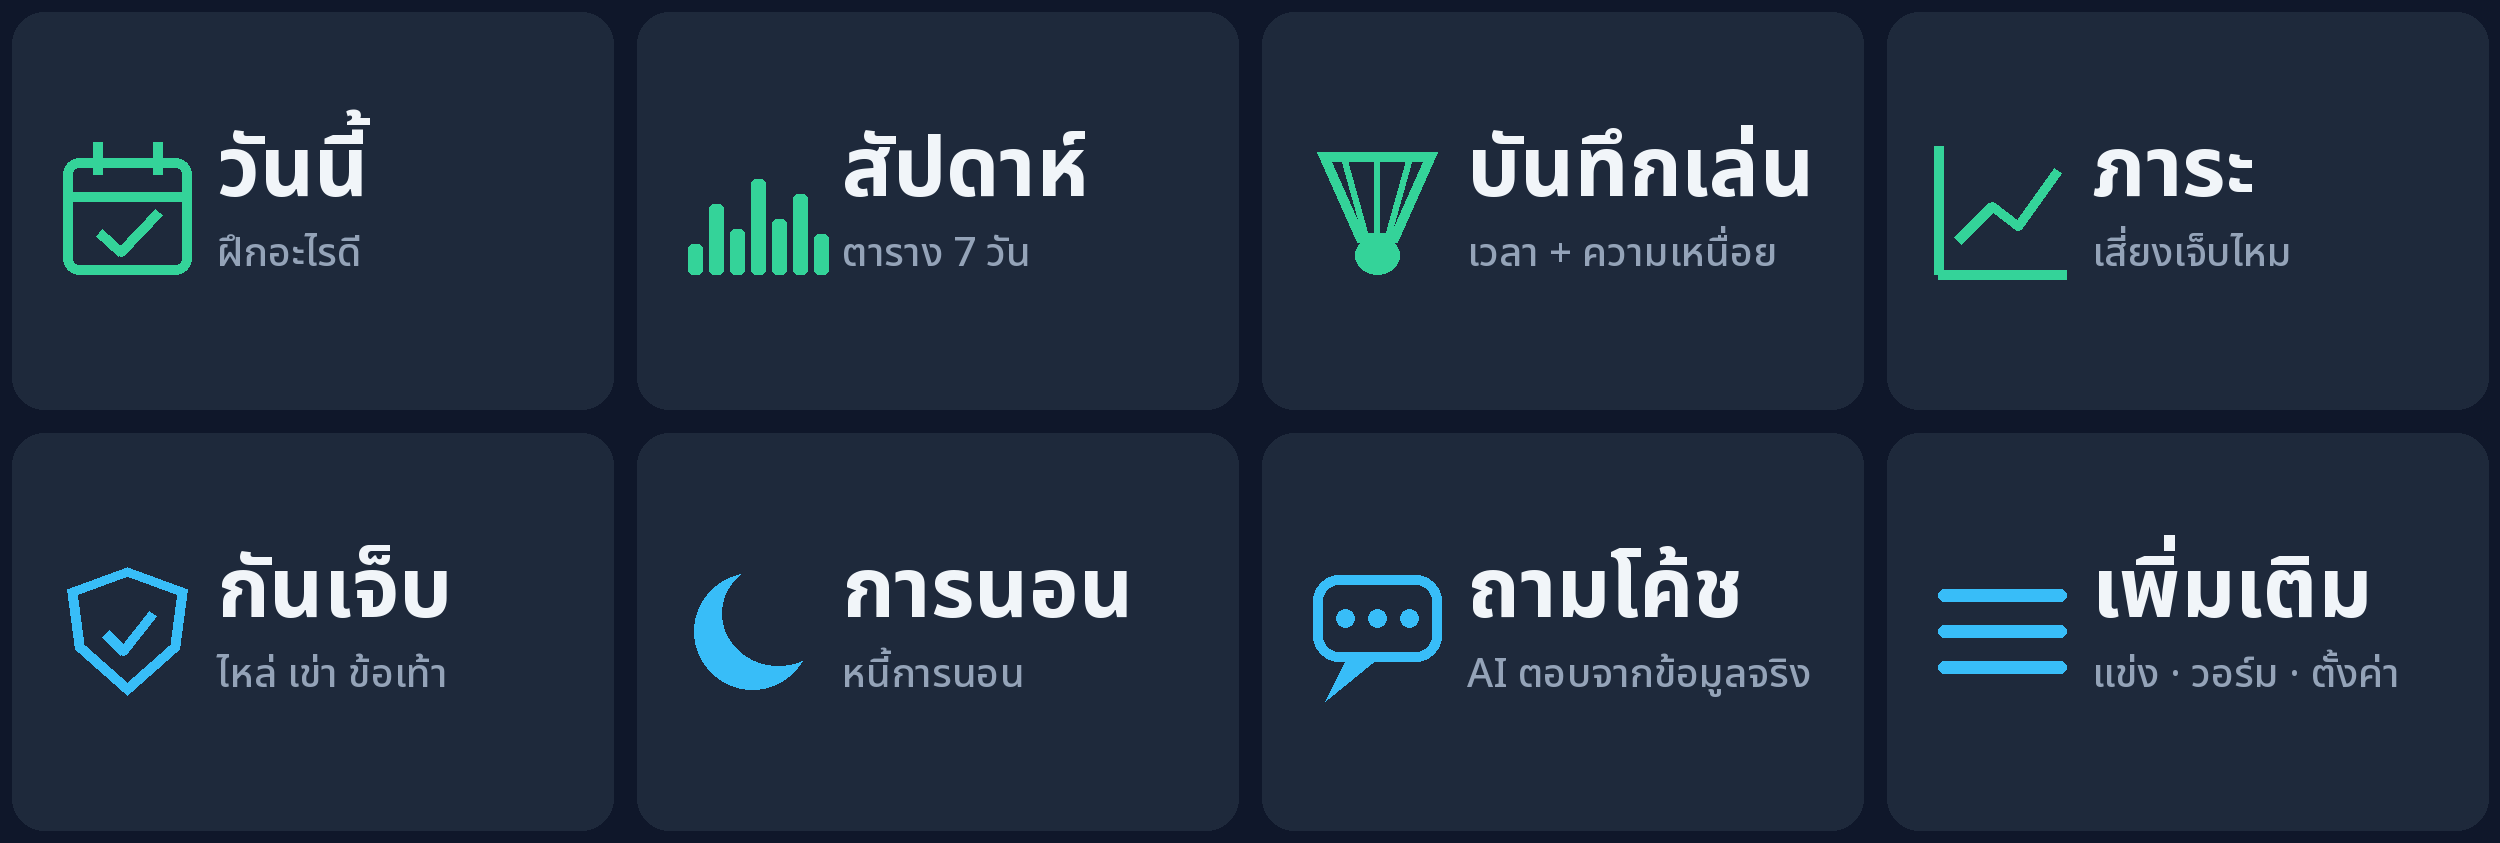 วันนี้
ฝึกอะไรดี
สัปดาห์
ตาราง 7 วัน
บันทึกเล่น
เวลา + ความเหนื่อย
ภาระ
เสี่ยงเจ็บไหม
กันเจ็บ
ไหล่ เข่า ข้อเท้า
การนอน
หนี้การนอน
ถามโค้ช
AI ตอบจากข้อมูลจริง
เพิ่มเติม
แข่ง · วอร์ม · ตั้งค่า